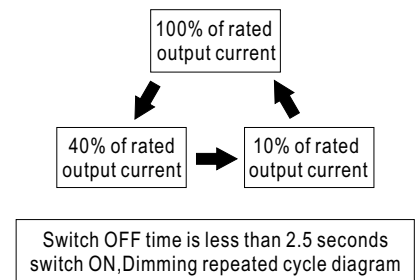 100% of rated
output current
40% of rated
output current
10% of rated
output current
Switch OFF time is less than 2.5 seconds
switch ON,Dimming repeated cycle diagram